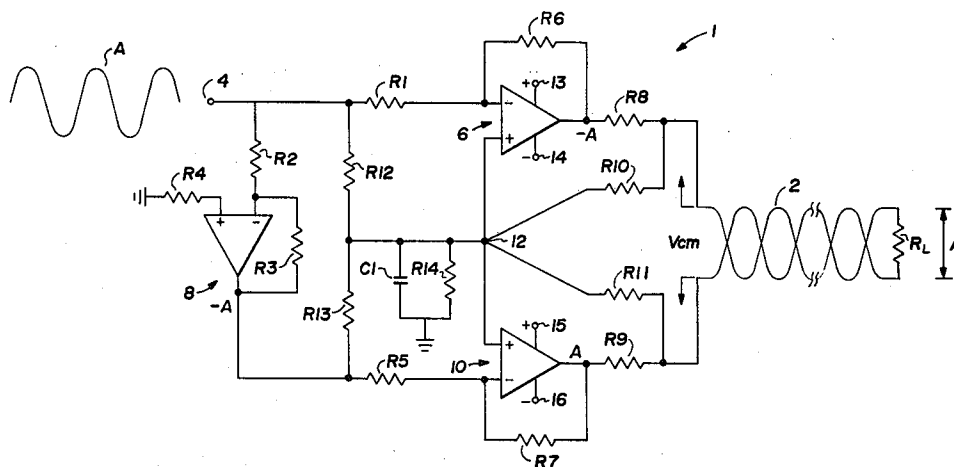 A
4
R1
R6
1
+
13
-
6
+
-
14
-A
R8
R2
R12
R10
R4
+
-
R3
8
-A
12
Vcm
2
RL
A
C1
R14
R13
R11
R5
+
15
+
10
-
-
16
A
R9
R7